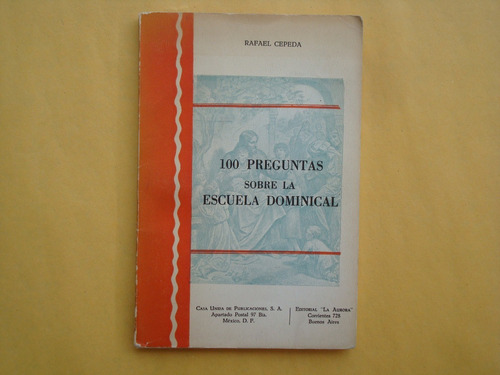 RAFAEL CEPEDA
100 PREGUNTAS
SOBRE LA
ESCUELA DOMINICAL
CASA UNIDA DE PUBLICACIONES, S. A.
Apartado Postal 97 Bis.
México, D. F.
EDITORIAL "LA AURORA"
Corrientes 728
Buenos Aires